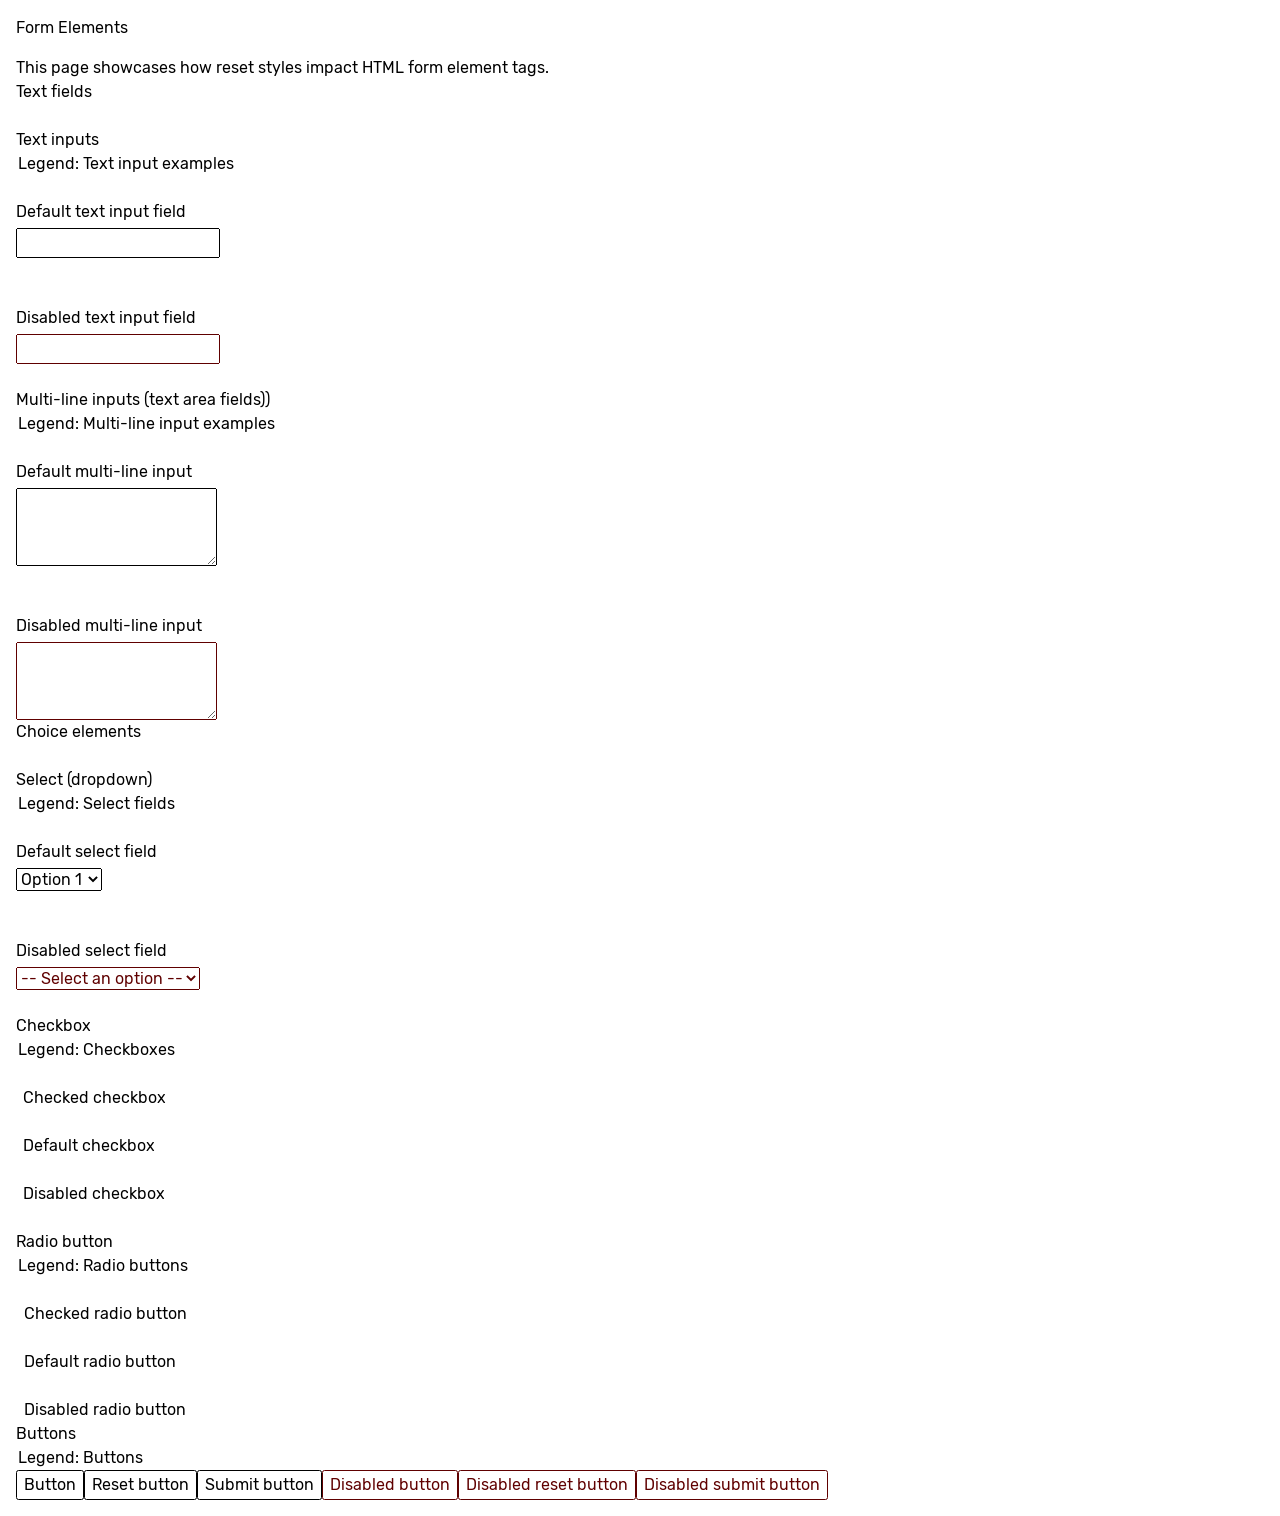 Form Elements
This page showcases how reset styles impact HTML form element tags.
Text fields
Text inputs
Legend: Text input examples
Default text input field
Disabled text input field
Multi-line inputs (text area fields))
Legend: Multi-line input examples
Default multi-line input
Disabled multi-line input
Choice elements
Select (dropdown)
Legend: Select fields
Default select field
Option 1
Disabled select field
-- Select an option --
Checkbox
Legend: Checkboxes
Checked checkbox
Default checkbox
Disabled checkbox
Radio button
Legend: Radio buttons
Checked radio button
Default radio button
Disabled radio button
Buttons
Legend: Buttons
Button Reset button Submit button Disabled button Disabled reset button Disabled submit button